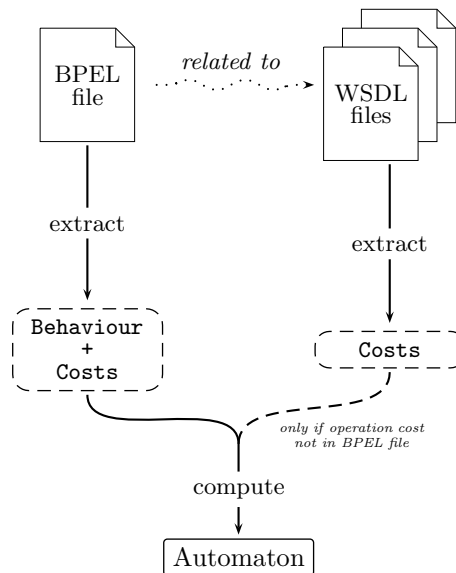 related to
BPEL
file
WSDL
files
extract
extract
Behaviour
+
Costs
Costs
only if operation cost
not in BPEL file
compute
Automaton